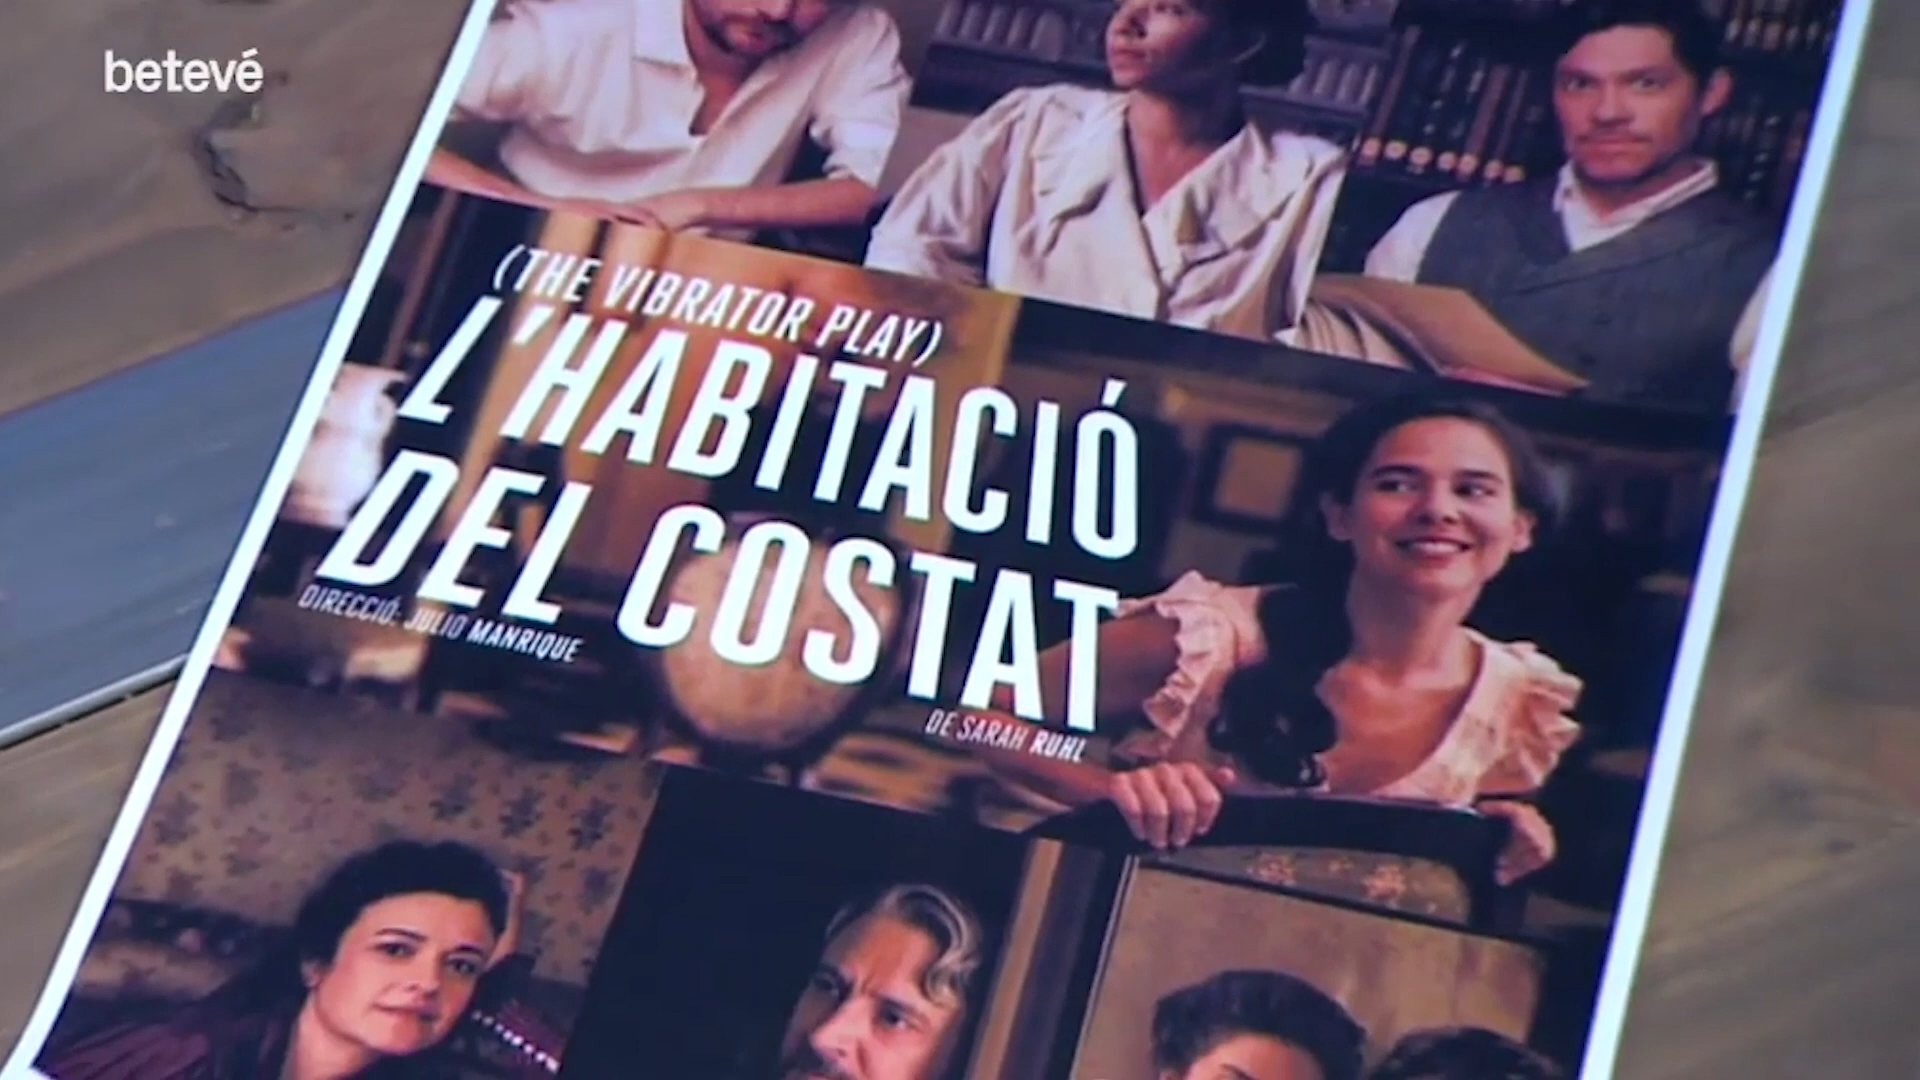 betevé
(THE VIBRATOR PLAY)
L'HABITACIÓ
DEL COSTAT
DIRECCIÓ: JULIO MANRIQUE
DE SARAH RUHL